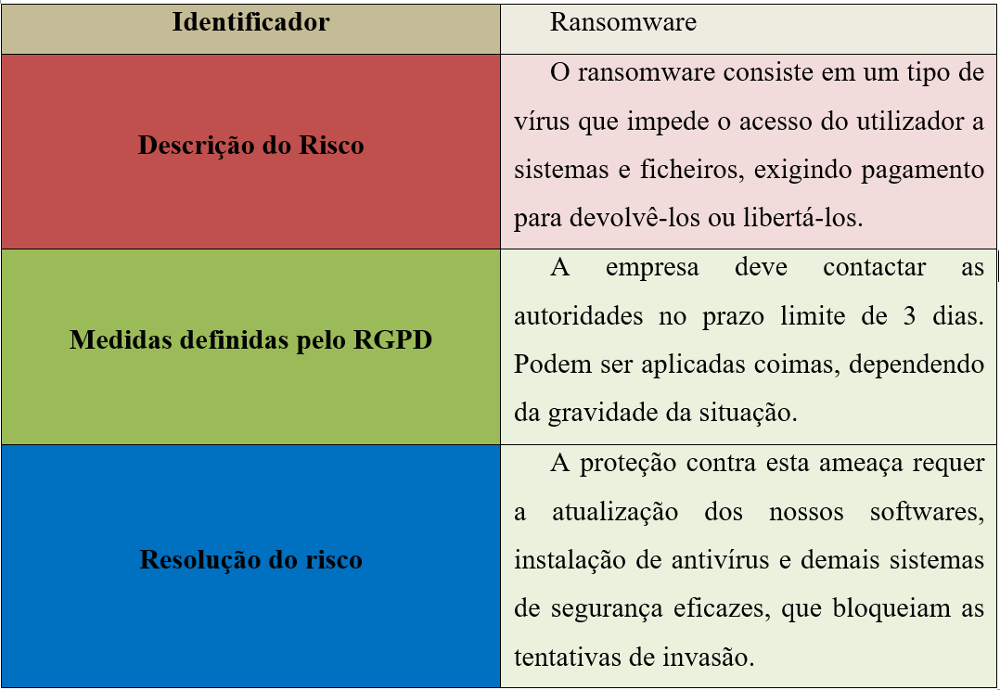 Identificador
Ransomware
Descrição do Risco
O ransomware consiste em um tipo de
vírus que impede o acesso do utilizador a
sistemas e ficheiros, exigindo pagamento
para devolvê-los ou libertá-los.
Medidas definidas pelo RGPD
A empresa deve contactar as
autoridades no prazo limite de 3 dias.
Podem ser aplicadas coimas, dependendo
da gravidade da situação.
Resolução do risco
A proteção contra esta ameaça requer
a atualização dos nossos softwares,
instalação de antivírus e demais sistemas
de segurança eficazes, que bloqueiam as
tentativas de invasão.